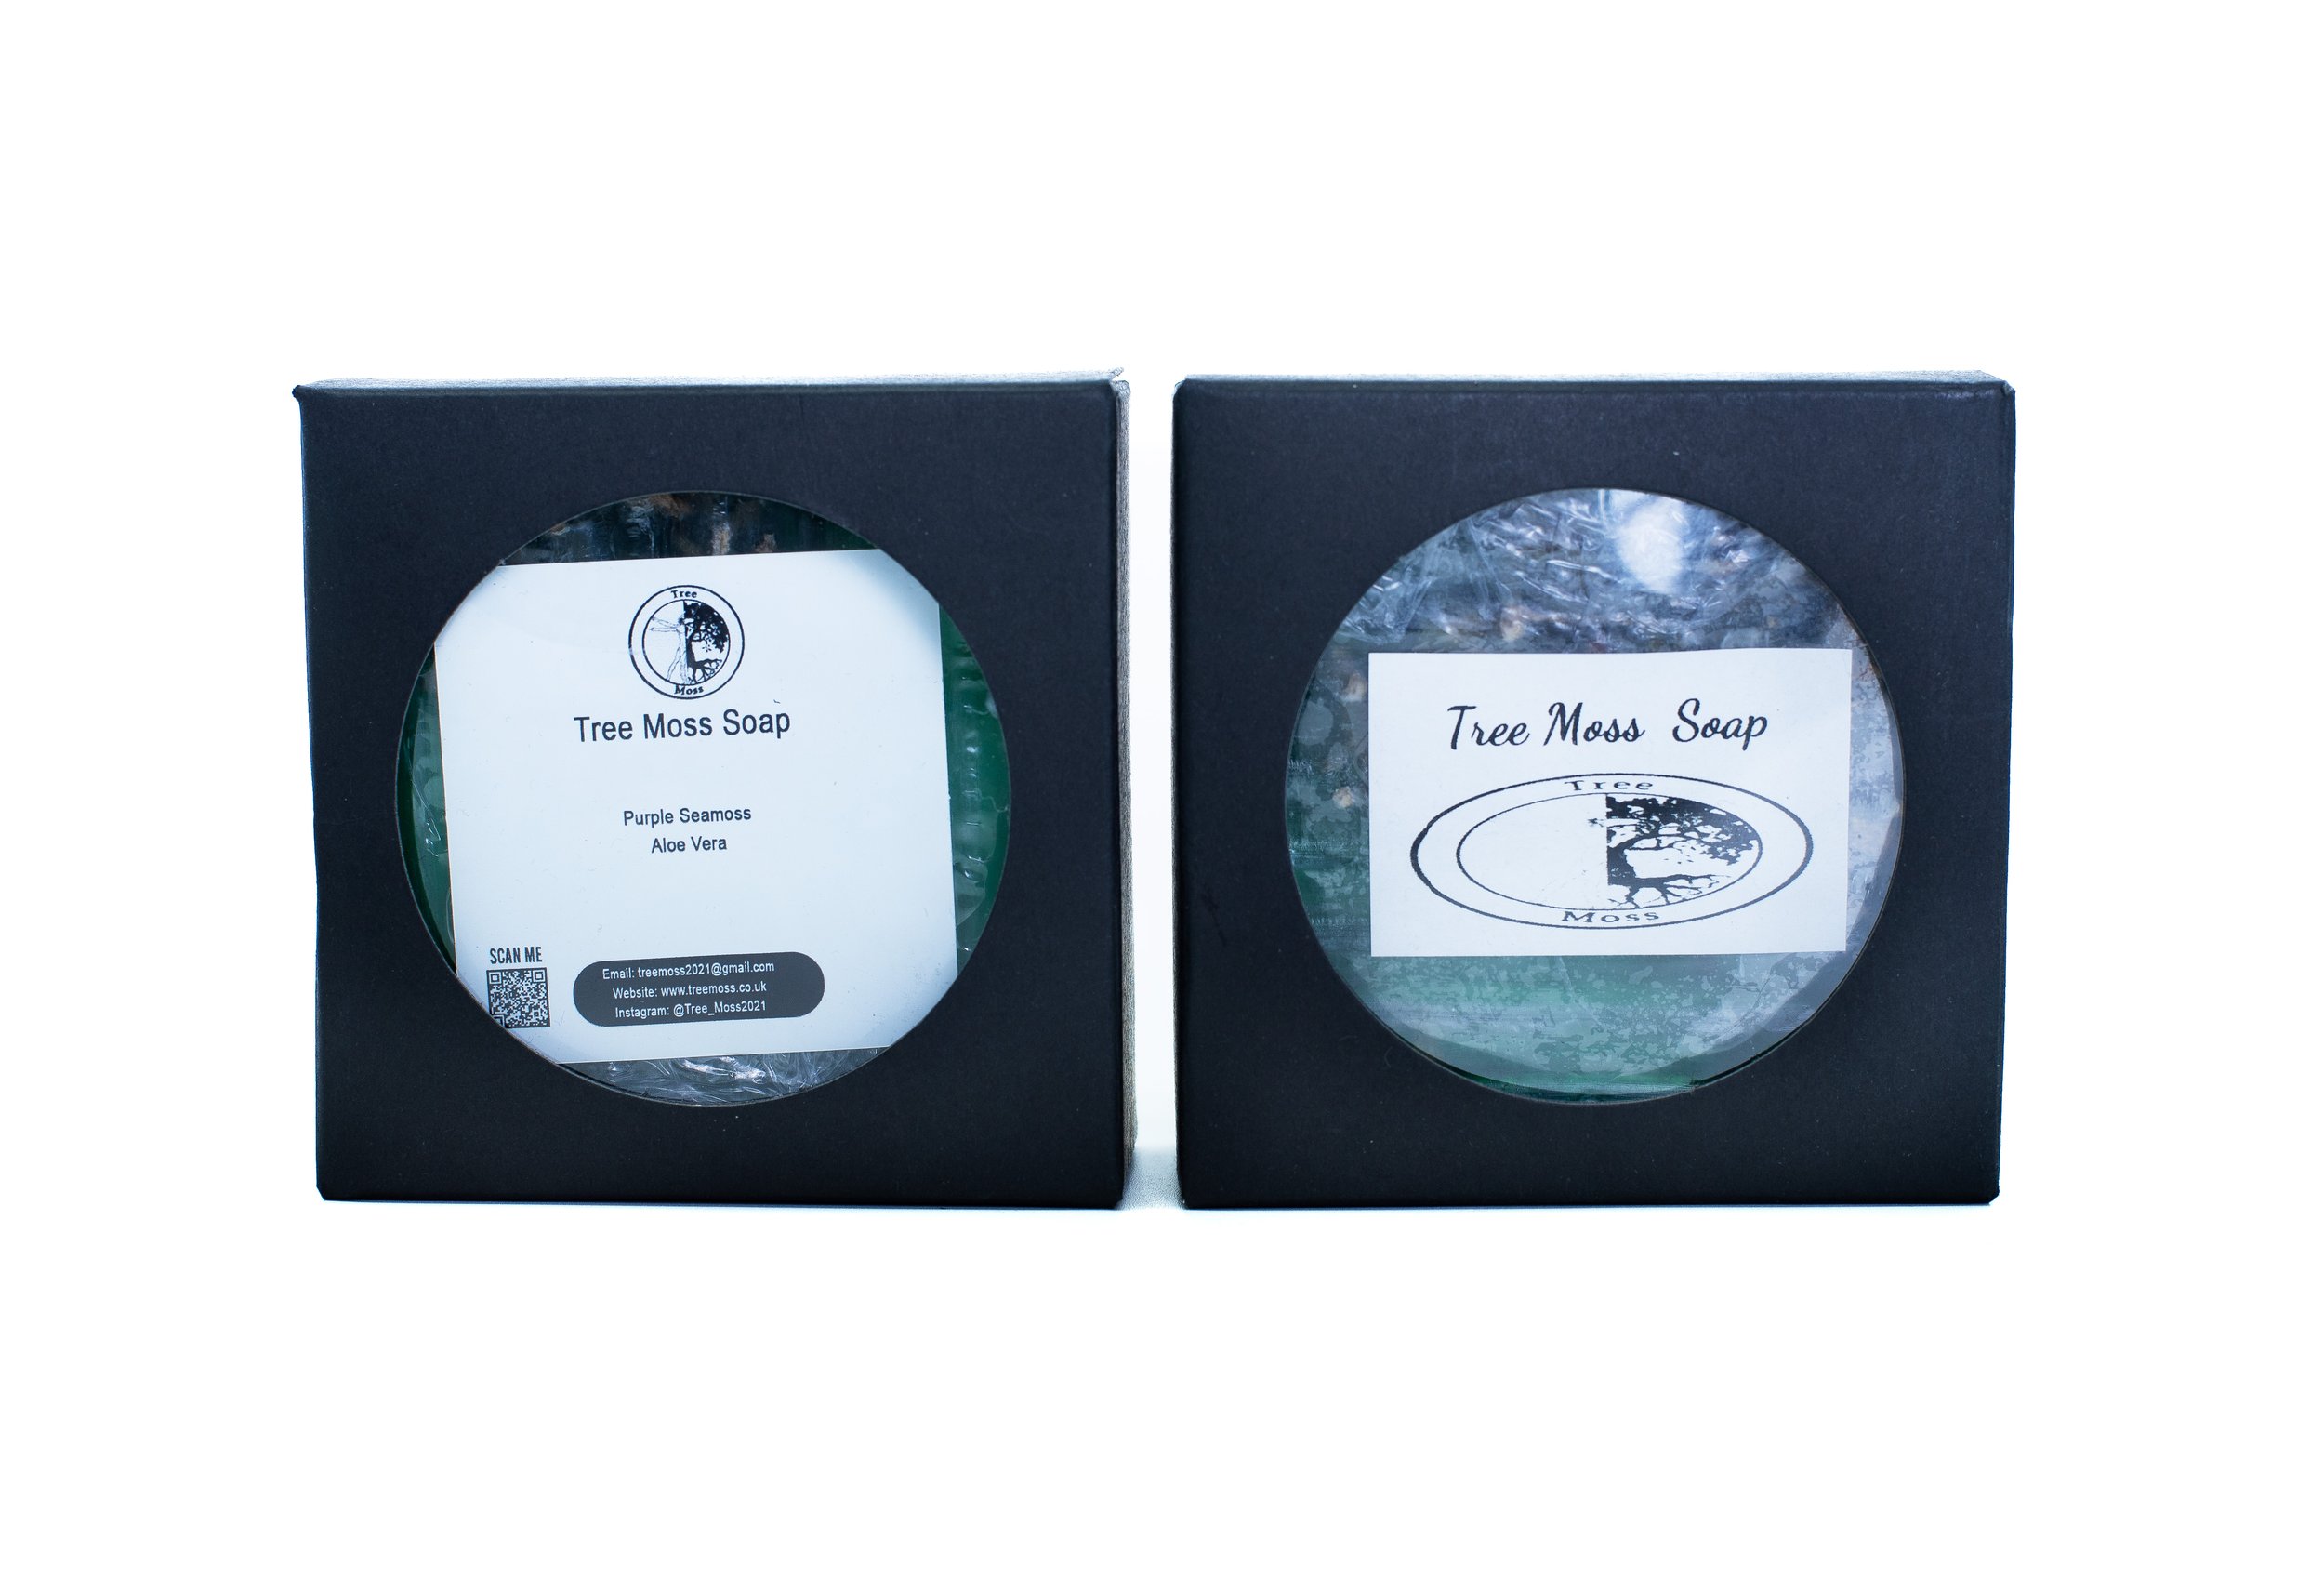 Tree
Moss
Tree Moss Soap
Purple Seamoss
Aloe Vera
SCAN ME
Email: treemoss2021@gmail.com
Website: www.treemoss.co.uk
Instagram: @Tree_Moss2021
Tree Moss Soap
Tree
Moss